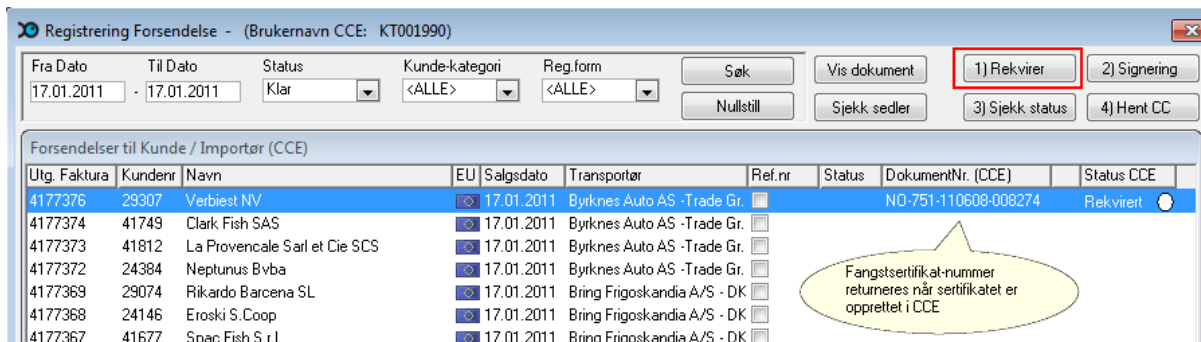 Registrering Forsendelse - (Brukernavn CCE: KT001990)
Fra Dato Til Dato Status Kunde-kategori Reg.form
17.01.2011 - 17.01.2011 Klar <ALLE> <ALLE>
Søk Vis dokument 1) Rekvirer 2) Signering
Nullstill Sjekk sedler 3) Sjekk status 4) Hent CC
Forsendelser til Kunde / Importør (CCE)
Utg. Faktura Kundenr Navn EU Salgsdato Transportør Ref.nr Status DokumentNr. (CCE) Status CCE
4177376 29307 Verbiest NV 17.01.2011 Byrknes Auto AS -Trade Gr. NO-751-110608-008274 Rekvirert
4177374 41749 Clark Fish SAS 17.01.2011 Byrknes Auto AS -Trade Gr.
4177373 41812 La Provencale Sarl et Cie SCS 17.01.2011 Byrknes Auto AS -Trade Gr.
4177372 24384 Neptunus Bvba 17.01.2011 Byrknes Auto AS -Trade Gr.
4177369 29074 Rikardo Barcena SL 17.01.2011 Bring Frigoskandia A/S - DK
4177368 24146 Eroski S.Coop 17.01.2011 Bring Frigoskandia A/S - DK
4177367 41677 Spac Fish S.r.l 17.01.2011 Bring Frigoskandia A/S - DK
Fangstsertifikat-nummer
returneres når sertifikatet er
opprettet i CCE